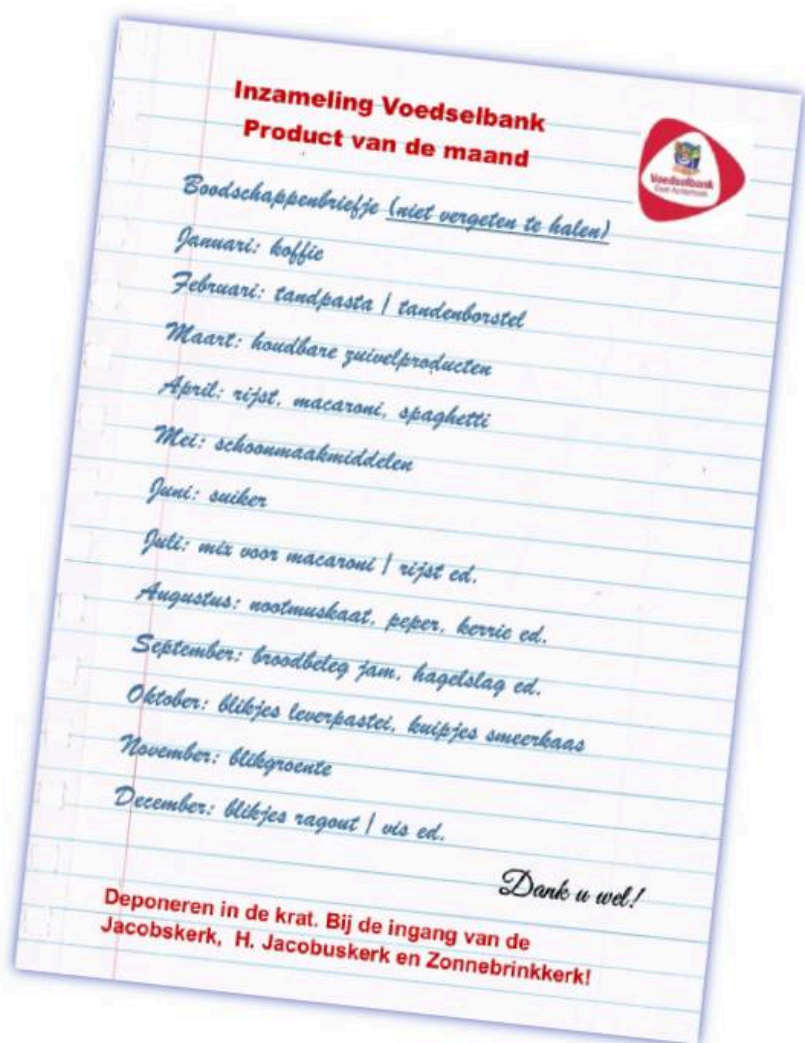 Inzameling Voedselbank
Product van de maand
Voedselbank
Oost Achterhoek
Boodschappenbriefje (niet vergeten te halen)
Januari: koffie
Februari: tandpasta / tandenborstel
Maart: houdbare zuivelproducten
April: rijst, macaroni, spaghetti
Mei: schoonmaakmiddelen
Juni: suiker
Juli: mix voor macaroni / rijst ed.
Augustus: nootmuskaat, peper, kerrie ed.
September: broodbeleg jam, hagelslag ed.
Oktober: blikjes leverpastei, kuipjes smeerkaas
November: blikgroente
December: blikjes ragout / vis ed.
Dank u wel!
Deponeren in de krat. Bij de ingang van de
Jacobskerk, H. Jacobuskerk en Zonnebrinkkerk!